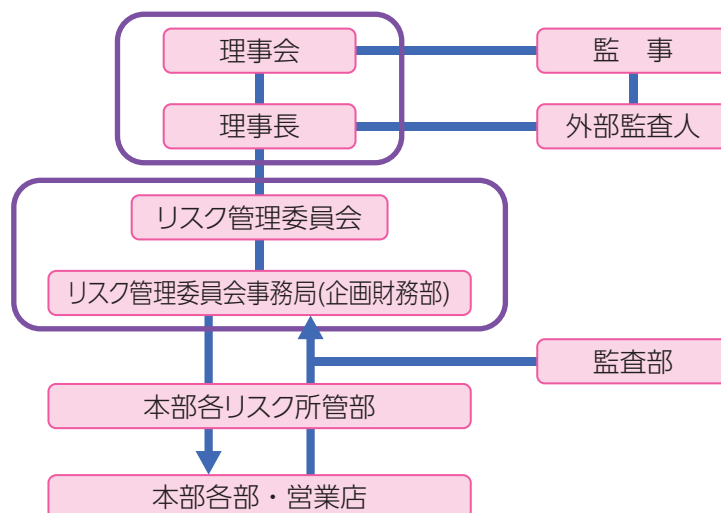 理事会
監　事
理事長
外部監査人
リスク管理委員会
リスク管理委員会事務局(企画財務部)
監査部
本部各リスク所管部
本部各部・営業店